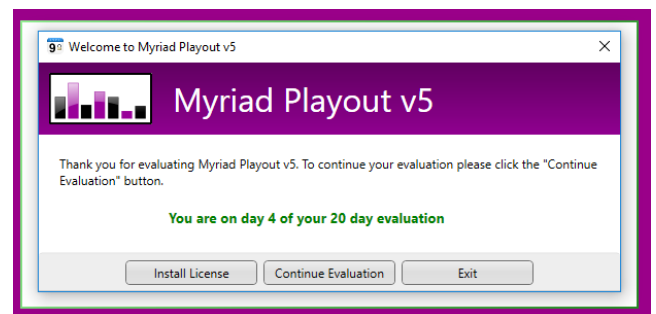 Welcome to Myriad Playout v5
Myriad Playout v5
Thank you for evaluating Myriad Playout v5. To continue your evaluation please click the "Continue
Evaluation" button.
You are on day 4 of your 20 day evaluation
Install License
Continue Evaluation
Exit